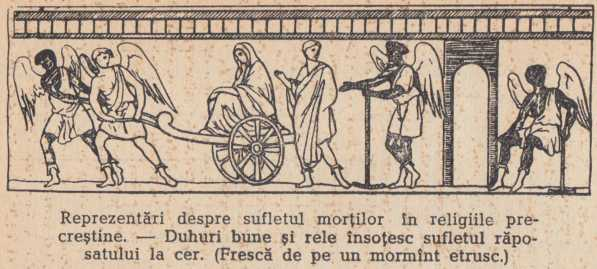 Reprezentări despre sufletul morților în religiile pre-
creștine. — Duhuri bune și rele însoțesc sufletul răpo-
satului la cer. (Frescă de pe un mormînt etrusc.)